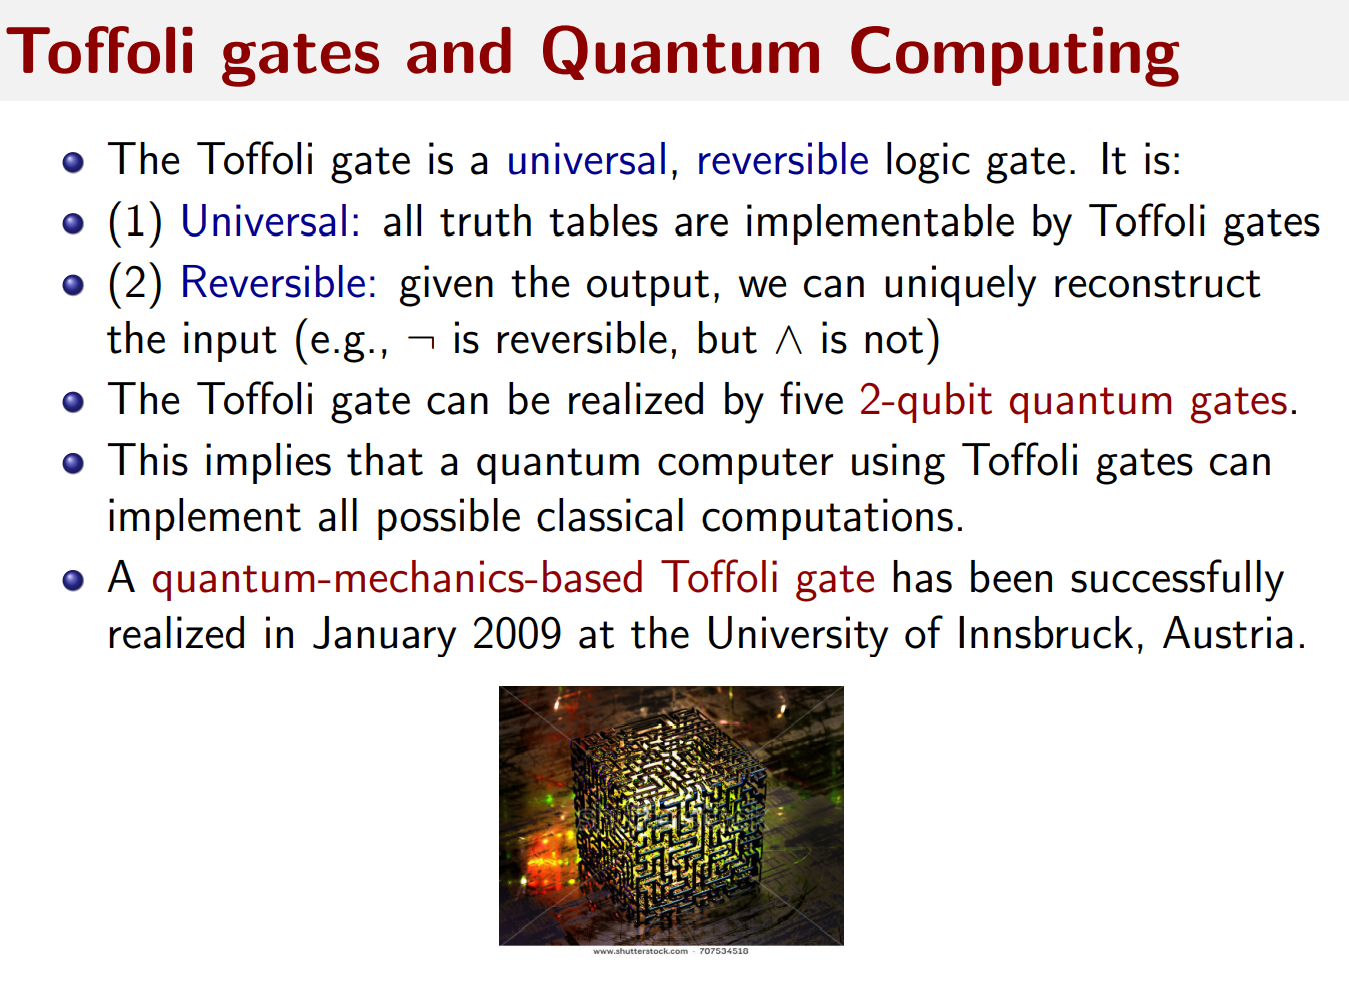 Toffoli gates and Quantum Computing
The Toffoli gate is a universal, reversible logic gate. It is:
(1) Universal: all truth tables are implementable by Toffoli gates
(2) Reversible: given the output, we can uniquely reconstruct
the input (e.g., ¬ is reversible, but ∧ is not)
The Toffoli gate can be realized by five 2-qubit quantum gates.
This implies that a quantum computer using Toffoli gates can
implement all possible classical computations.
A quantum-mechanics-based Toffoli gate has been successfully
realized in January 2009 at the University of Innsbruck, Austria.
www.shutterstock.com · 707534518